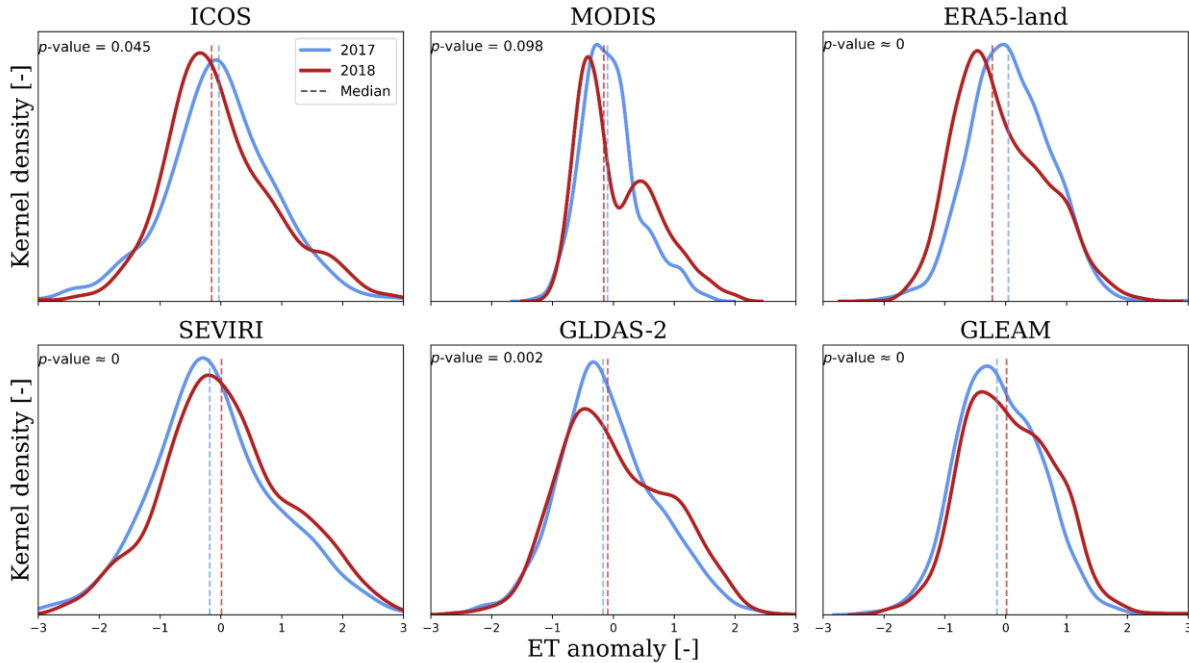 ICOS
MODIS
ERA5-land
p-value = 0.045
2017
2018
Median
p-value = 0.098
p-value ≈ 0
Kernel density [-]
SEVIRI
GLDAS-2
GLEAM
p-value ≈ 0
p-value = 0.002
p-value ≈ 0
Kernel density [-]
−3 −2 −1 0 1 2 3
−3 −2 −1 0 1 2 3
−3 −2 −1 0 1 2 3
ET anomaly [-]